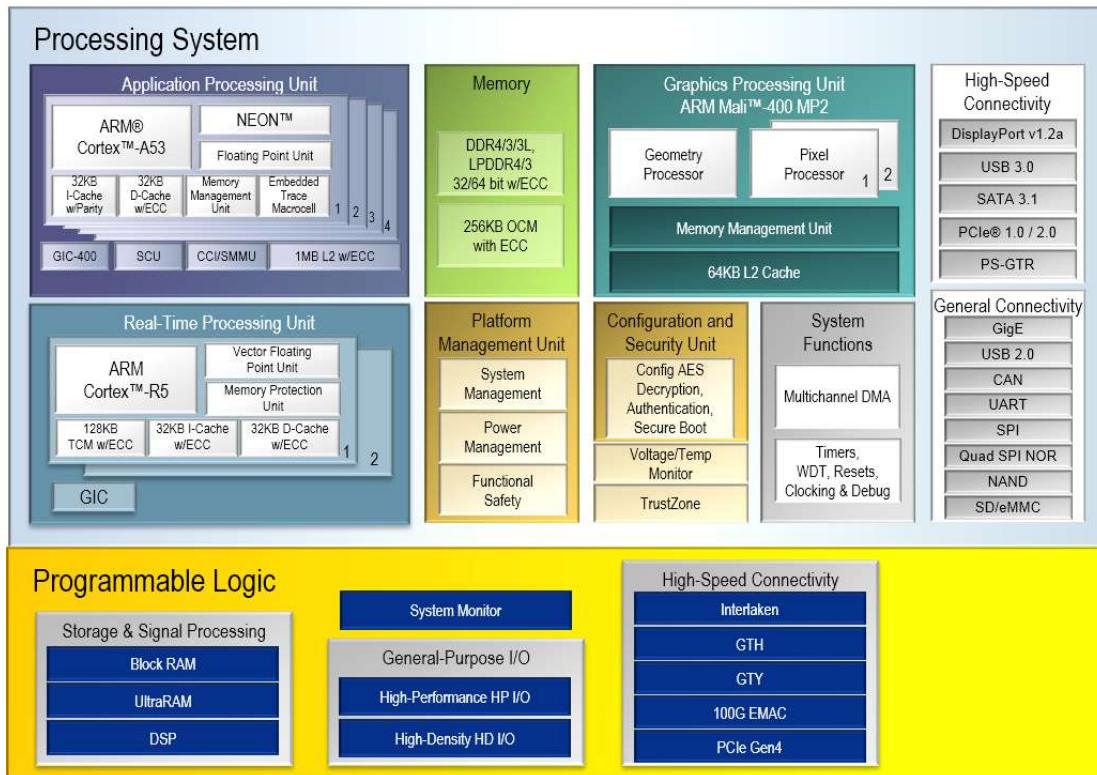 Processing System
Application Processing Unit
ARM®
Cortex™-A53
NEON™
Floating Point Unit
32KB
I-Cache
w/Parity
32KB
D-Cache
w/ECC
Memory
Management
Unit
Embedded
Trace
Macrocell
1
2
3
4
GIC-400
SCU
CCI/SMMU
1MB L2 w/ECC
Memory
DDR4/3/3L,
LPDDR4/3
32/64 bit w/ECC
256KB OCM
with ECC
Graphics Processing Unit
ARM Mali™-400 MP2
Geometry
Processor
Pixel
Processor
1
2
Memory Management Unit
64KB L2 Cache
High-Speed
Connectivity
DisplayPort v1.2a
USB 3.0
SATA 3.1
PCIe® 1.0 / 2.0
PS-GTR
Real-Time Processing Unit
ARM
Cortex™-R5
Vector Floating
Point Unit
Memory Protection
Unit
128KB
TCM w/ECC
32KB I-Cache
w/ECC
32KB D-Cache
w/ECC
1
2
GIC
Platform
Management Unit
System
Management
Power
Management
Functional
Safety
Configuration and
Security Unit
Config AES
Decryption,
Authentication,
Secure Boot
Voltage/Temp
Monitor
TrustZone
System
Functions
Multichannel DMA
Timers,
WDT, Resets,
Clocking & Debug
General Connectivity
GigE
USB 2.0
CAN
UART
SPI
Quad SPI NOR
NAND
SD/eMMC
Programmable Logic
Storage & Signal Processing
Block RAM
UltraRAM
DSP
System Monitor
General-Purpose I/O
High-Performance HP I/O
High-Density HD I/O
High-Speed Connectivity
Interlaken
GTH
GTY
100G EMAC
PCIe Gen4